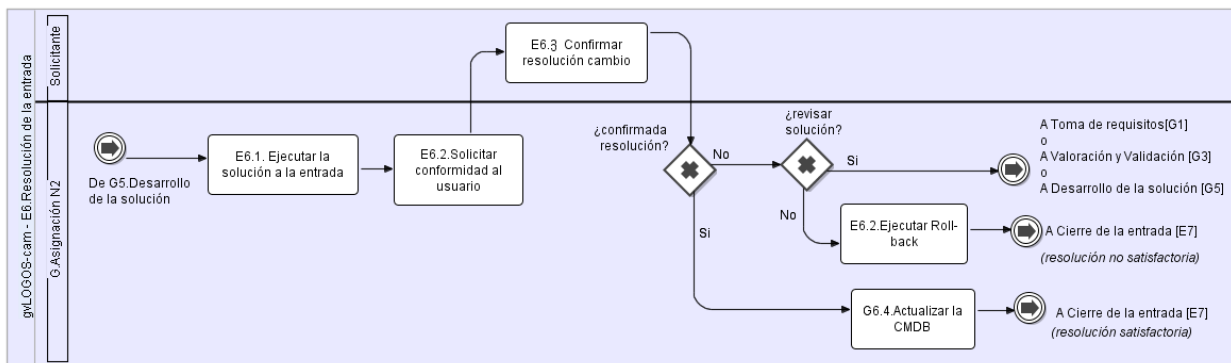 gvLOGOS-cam - E6.Resolución de la entrada
Solicitante
G.Asignación N2
E6.3 Confirmar
resolución cambio
De G5.Desarrollo
de la solución
E6.1. Ejecutar la
solución a la entrada
E6.2.Solicitar
conformidad al
usuario
¿confirmada
resolución?
No
Si
¿revisar
solución?
Si
No
A Toma de requisitos[G1]
o
A Valoración y Validación [G3]
o
A Desarrollo de la solución [G5]
E6.2.Ejecutar Roll-
back
A Cierre de la entrada [E7]
(resolución no satisfactoria)
G6.4.Actualizar la
CMDB
A Cierre de la entrada [E7]
(resolución satisfactoria)